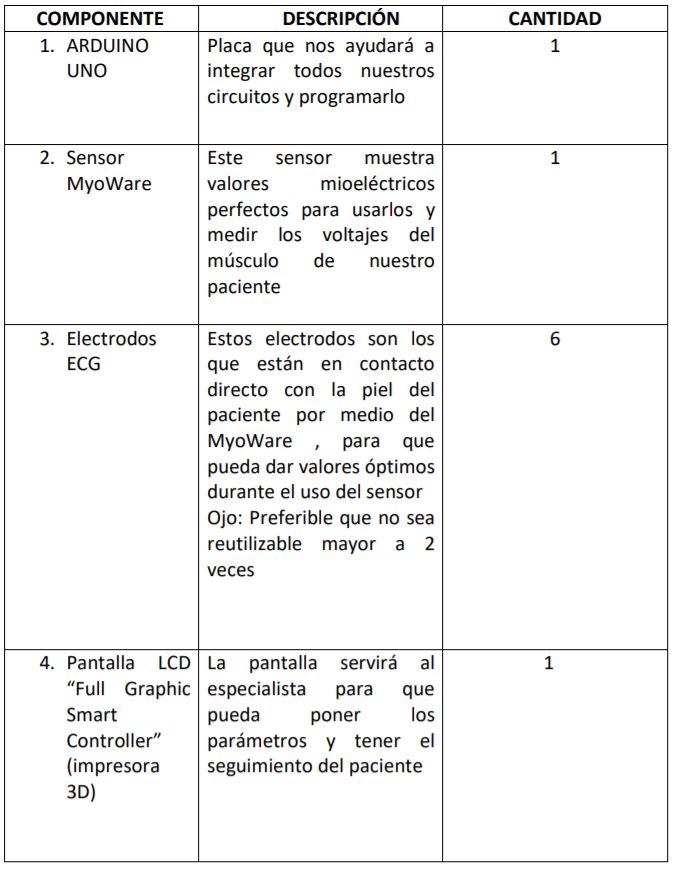 COMPONENTE DESCRIPCIÓN CANTIDAD
1. ARDUINO
UNO
Placa que nos ayudará a
integrar todos nuestros
circuitos y programarlo
1
2. Sensor
MyoWare
Este sensor muestra
valores mioeléctricos
perfectos para usarlos y
medir los voltajes del
músculo de nuestro
paciente
1
3. Electrodos
ECG
Estos electrodos son los
que están en contacto
directo con la piel del
paciente por medio del
MyoWare , para que
pueda dar valores óptimos
durante el uso del sensor
Ojo: Preferible que no sea
reutilizable mayor a 2
veces
6
4. Pantalla LCD
“Full Graphic
Smart
Controller”
(impresora
3D)
La pantalla servirá al
especialista para que
pueda poner los
parámetros y tener el
seguimiento del paciente
1